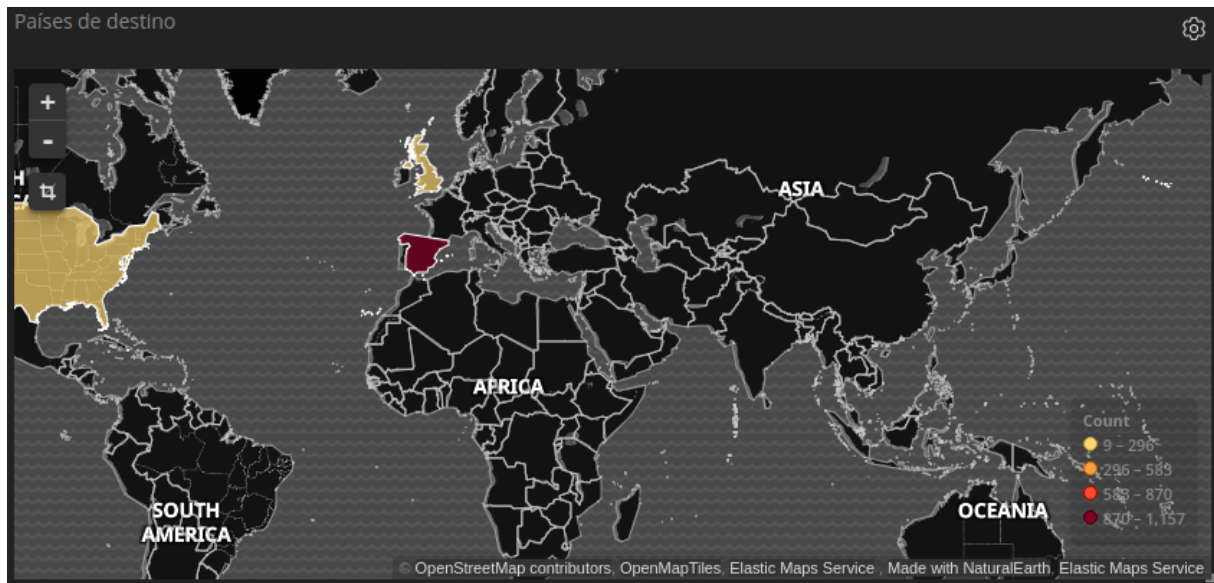 Países de destino
+
-
H
ASIA
AFRICA
SOUTH
AMERICA
OCEANIA
Count
9 – 296
296 – 583
583 – 870
870 – 1,157
© OpenStreetMap contributors, OpenMapTiles, Elastic Maps Service , Made with NaturalEarth, Elastic Maps Service